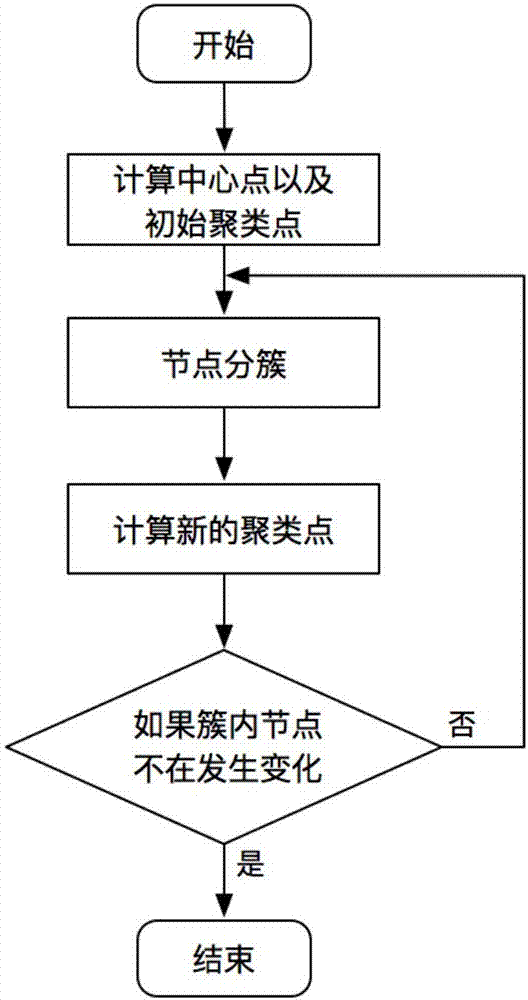 开始
计算中心点以及
初始聚类点
节点分簇
计算新的聚类点
如果簇内节点
不在发生变化
否
是
结束